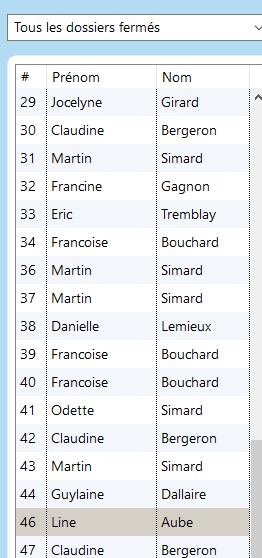 Tous les dossiers fermés
# Prénom Nom
29 Jocelyne Girard
30 Claudine Bergeron
31 Martin Simard
32 Francine Gagnon
33 Eric Tremblay
34 Francoise Bouchard
36 Martin Simard
37 Martin Simard
38 Danielle Lemieux
39 Francoise Bouchard
40 Francoise Bouchard
41 Odette Simard
42 Claudine Bergeron
43 Martin Simard
44 Guylaine Dallaire
46 Line Aube
47 Claudine Bergeron